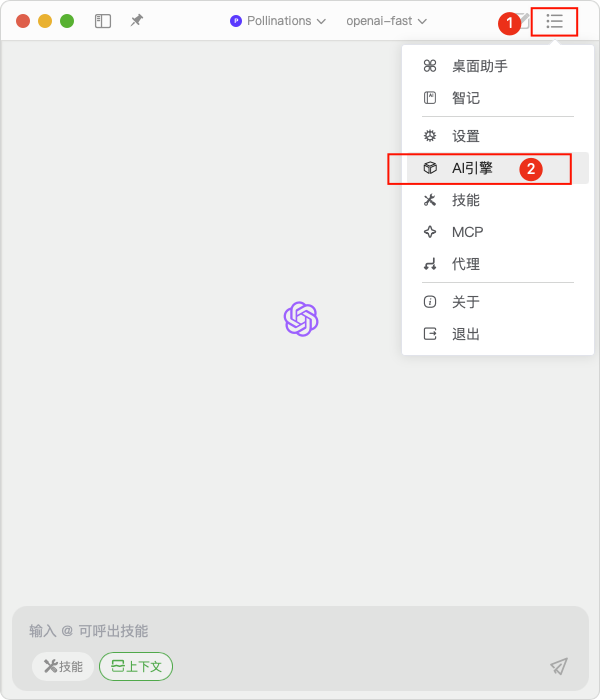 P Pollinations openai-fast 1
桌面助手
AI 智记
设置
AI引擎 2
技能
MCP
代理
关于
退出
输入 @ 可呼出技能
技能 上下文